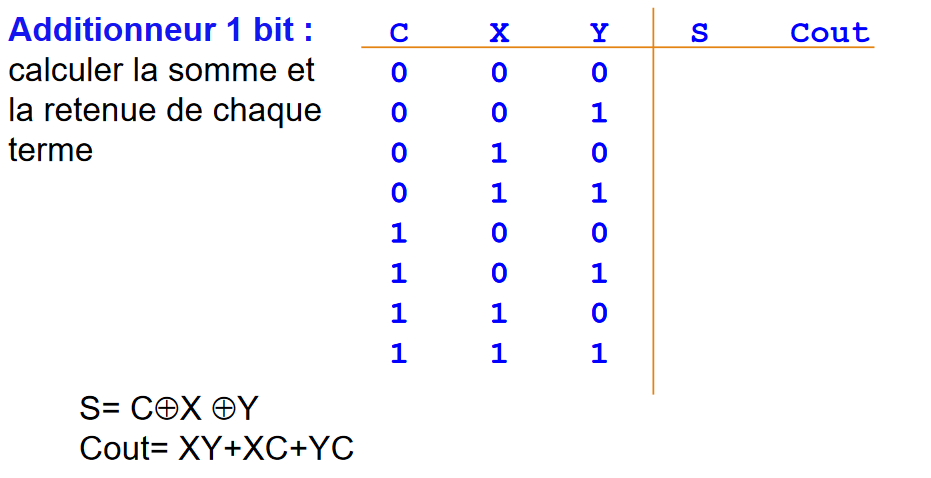 Additionneur 1 bit :
calculer la somme et
la retenue de chaque
terme
C X Y S Cout
0 0 0
0 0 1
0 1 0
0 1 1
1 0 0
1 0 1
1 1 0
1 1 1
S= C⊕X ⊕Y
Cout= XY+XC+YC